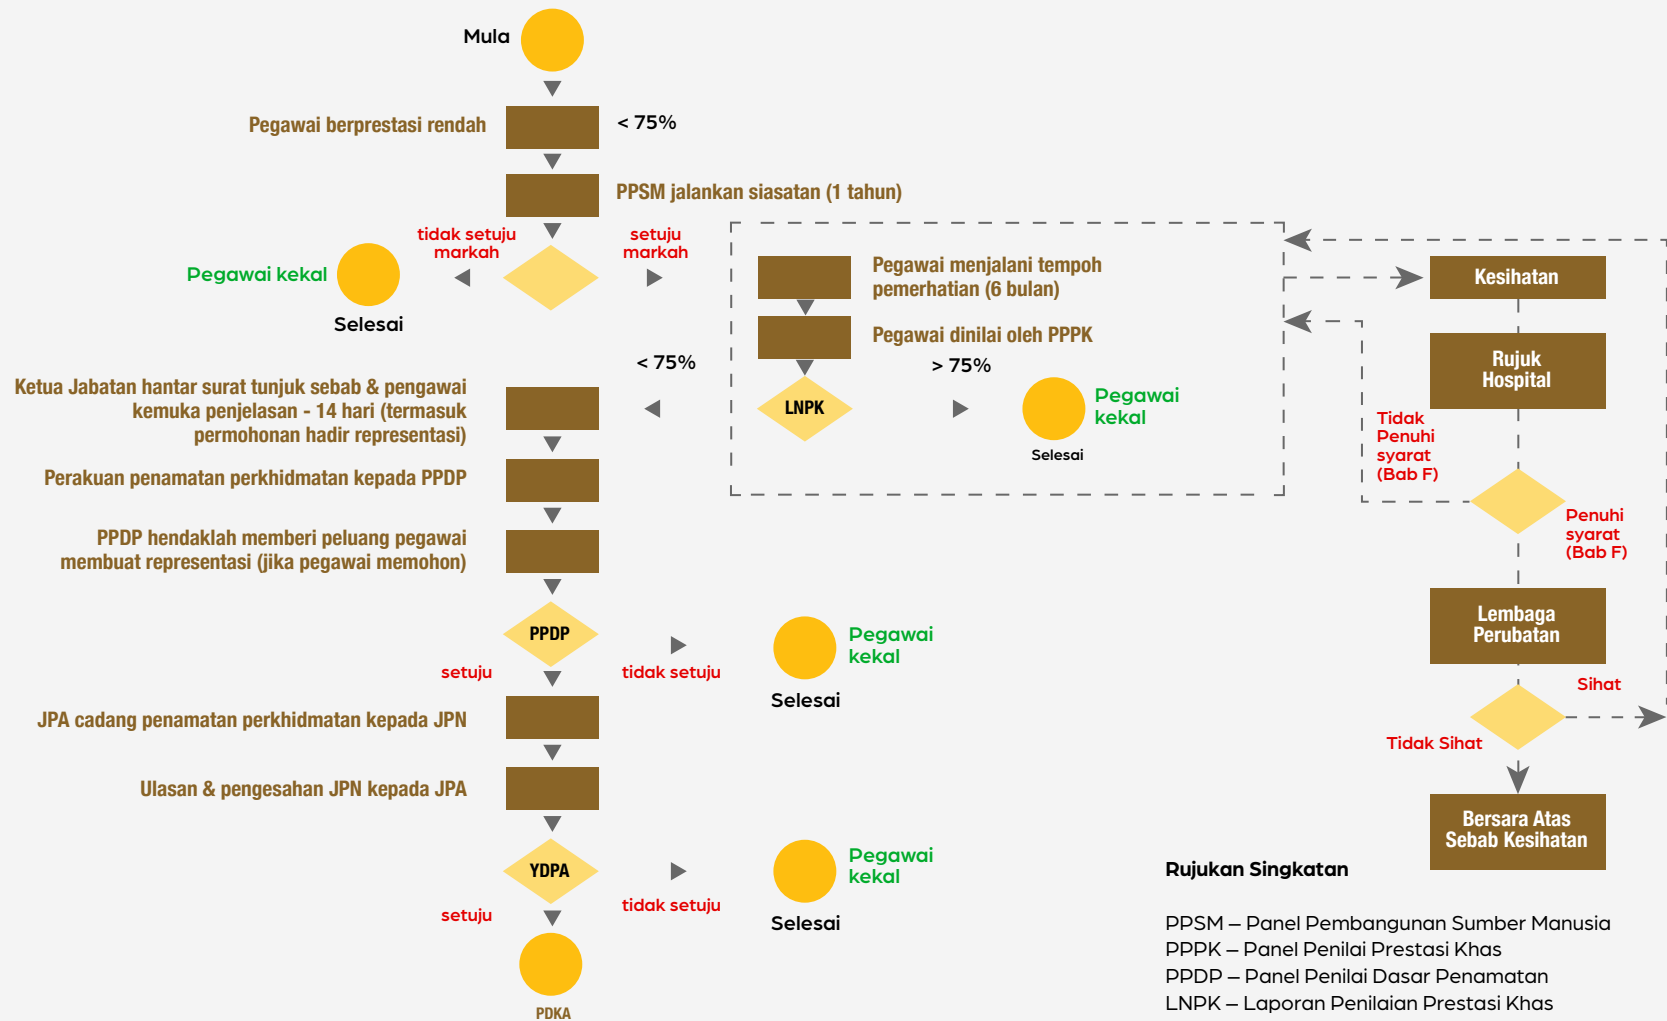 Mula
Pegawai berprestasi rendah
< 75%
PPSM jalankan siasatan (1 tahun)
tidak setuju
markah
setuju
markah
Pegawai kekal
Selesai
Pegawai menjalani tempoh
pemerhatian (6 bulan)
Pegawai dinilai oleh PPPK
< 75%
> 75%
LNPK
Pegawai
kekal
Selesai
Ketua Jabatan hantar surat tunjuk sebab & pengawai
kemuka penjelasan - 14 hari (termasuk
permohonan hadir representasi)
Perakuan penamatan perkhidmatan kepada PPDP
PPDP hendaklah memberi peluang pegawai
membuat representasi (jika pegawai memohon)
PPDP
setuju
tidak setuju
Pegawai
kekal
Selesai
JPA cadang penamatan perkhidmatan kepada JPN
Ulasan & pengesahan JPN kepada JPA
YDPA
setuju
tidak setuju
Pegawai
kekal
Selesai
PDKA
Kesihatan
Rujuk
Hospital
Tidak
Penuhi
syarat
(Bab F)
Penuhi
syarat
(Bab F)
Lembaga
Perubatan
Sihat
Tidak Sihat
Bersara Atas
Sebab Kesihatan
Rujukan Singkatan
PPSM – Panel Pembangunan Sumber Manusia
PPPK – Panel Penilai Prestasi Khas
PPDP – Panel Penilai Dasar Penamatan
LNPK – Laporan Penilaian Prestasi Khas